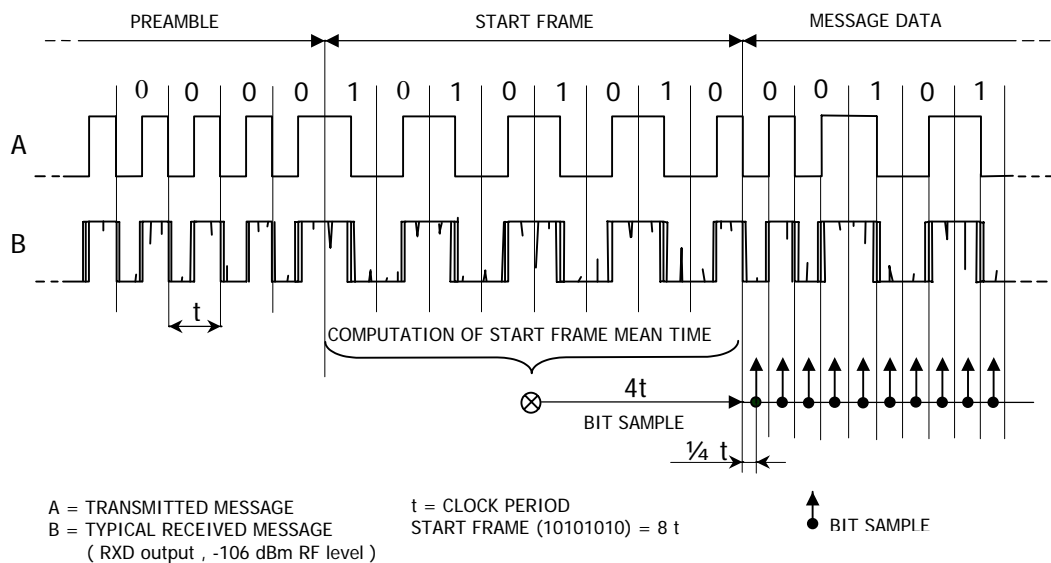 PREAMBLE START FRAME MESSAGE DATA
0 0 0 0 1 0 1 0 1 0 1 0 0 0 1 0 1
A
B
t
COMPUTATION OF START FRAME MEAN TIME
4t
BIT SAMPLE
¼ t
A = TRANSMITTED MESSAGE t = CLOCK PERIOD
B = TYPICAL RECEIVED MESSAGE START FRAME (10101010) = 8 t
BIT SAMPLE
( RXD output , -106 dBm RF level )